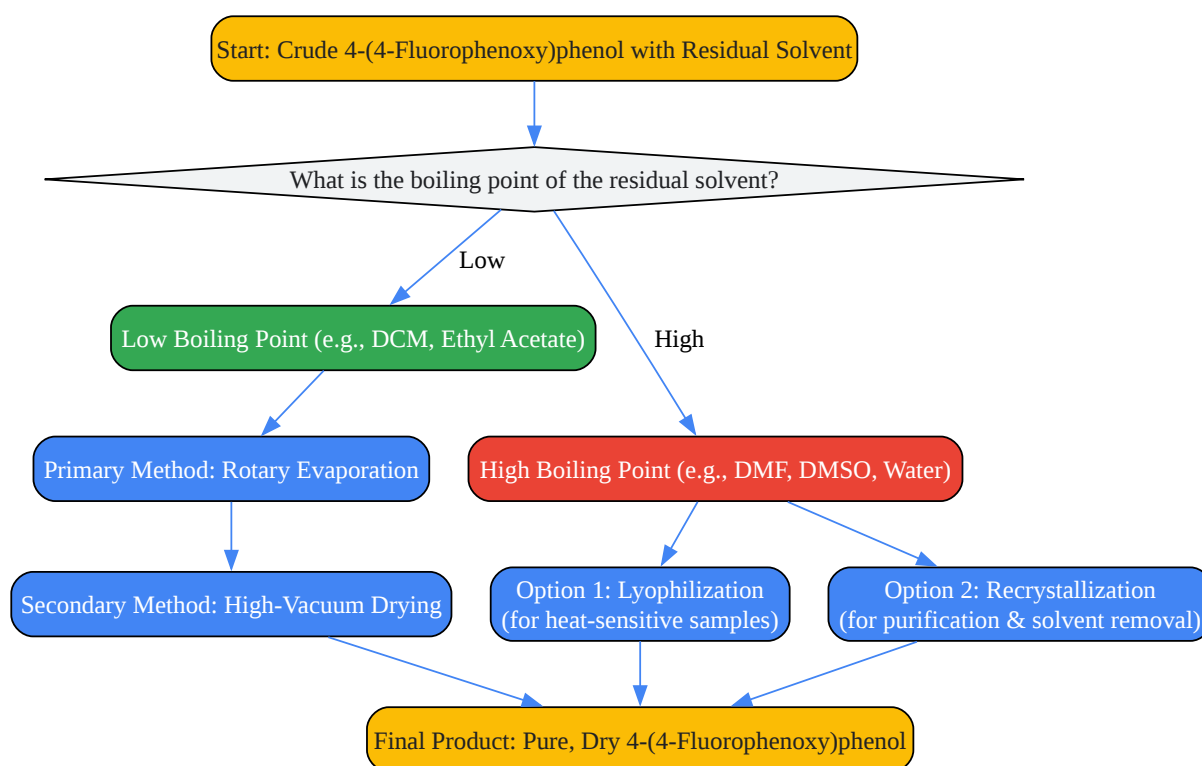 Start: Crude 4-(4-Fluorophenoxy)phenol with Residual Solvent
What is the boiling point of the residual solvent?
Low
Low Boiling Point (e.g., DCM, Ethyl Acetate)
High
Primary Method: Rotary Evaporation
High Boiling Point (e.g., DMF, DMSO, Water)
Secondary Method: High-Vacuum Drying
Option 1: Lyophilization
(for heat-sensitive samples)
Option 2: Recrystallization
(for purification & solvent removal)
Final Product: Pure, Dry 4-(4-Fluorophenoxy)phenol